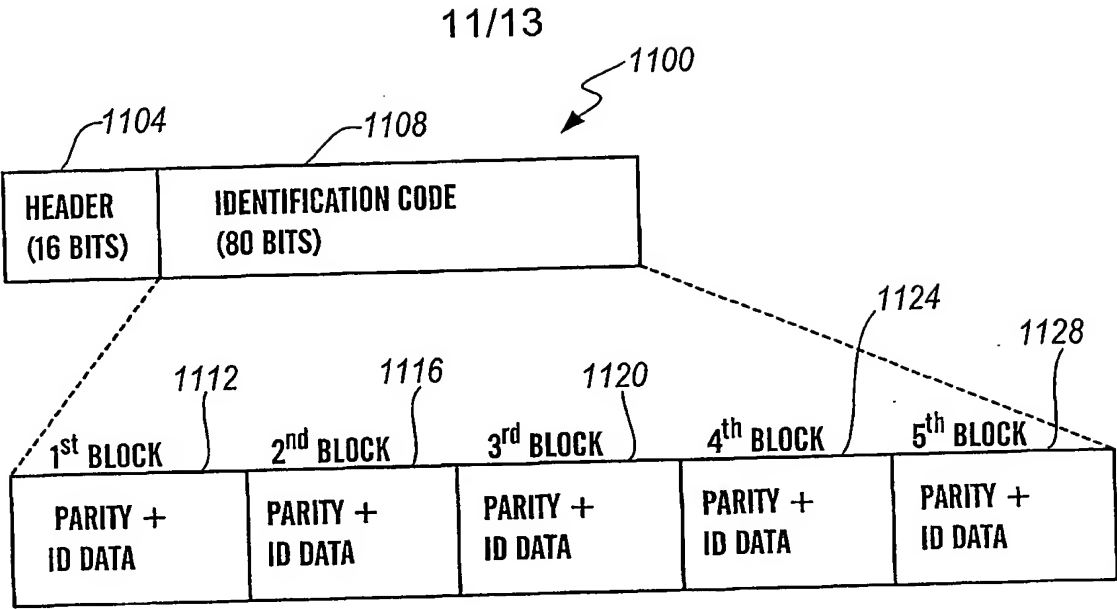 11/13
1100
1104
1108
HEADER
(16 BITS)
IDENTIFICATION CODE
(80 BITS)
1112
1116
1120
1124
1128
1st BLOCK
2nd BLOCK
3rd BLOCK
4th BLOCK
5th BLOCK
PARITY +
ID DATA
PARITY +
ID DATA
PARITY +
ID DATA
PARITY +
ID DATA
PARITY +
ID DATA